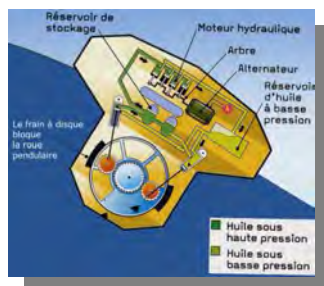 Réservoir de
stockage
Moteur hydraulique
Arbre
Alternateur
Réservoir
d'huile
à basse
pression
Le frain à disque
bloque
la roue
pendulaire
Huile sous
haute pression
Huile sous
basse pression